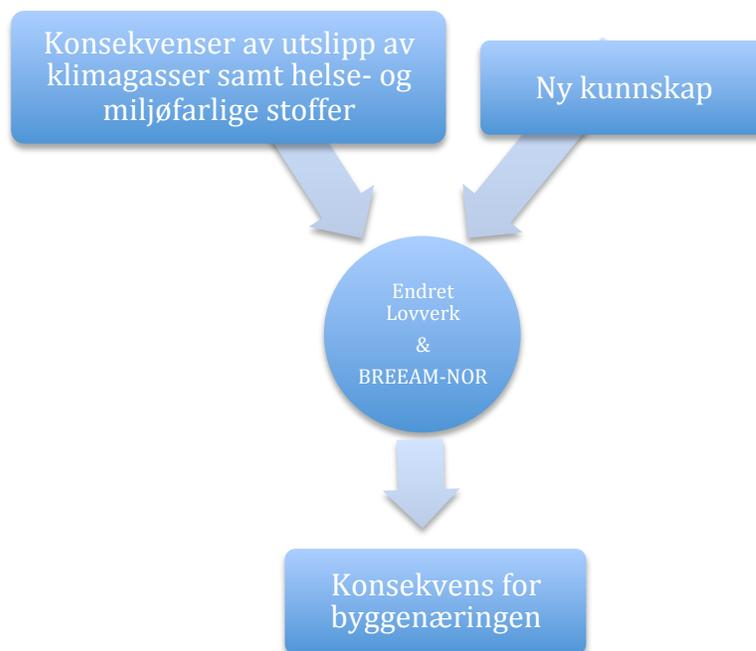 Konsekvenser av utslipp av
klimagasser samt helse- og
miljøfarlige stoffer
Ny kunnskap
Endret
Lovverk
&
BREEAM-NOR
Konsekvens for
byggenæringen